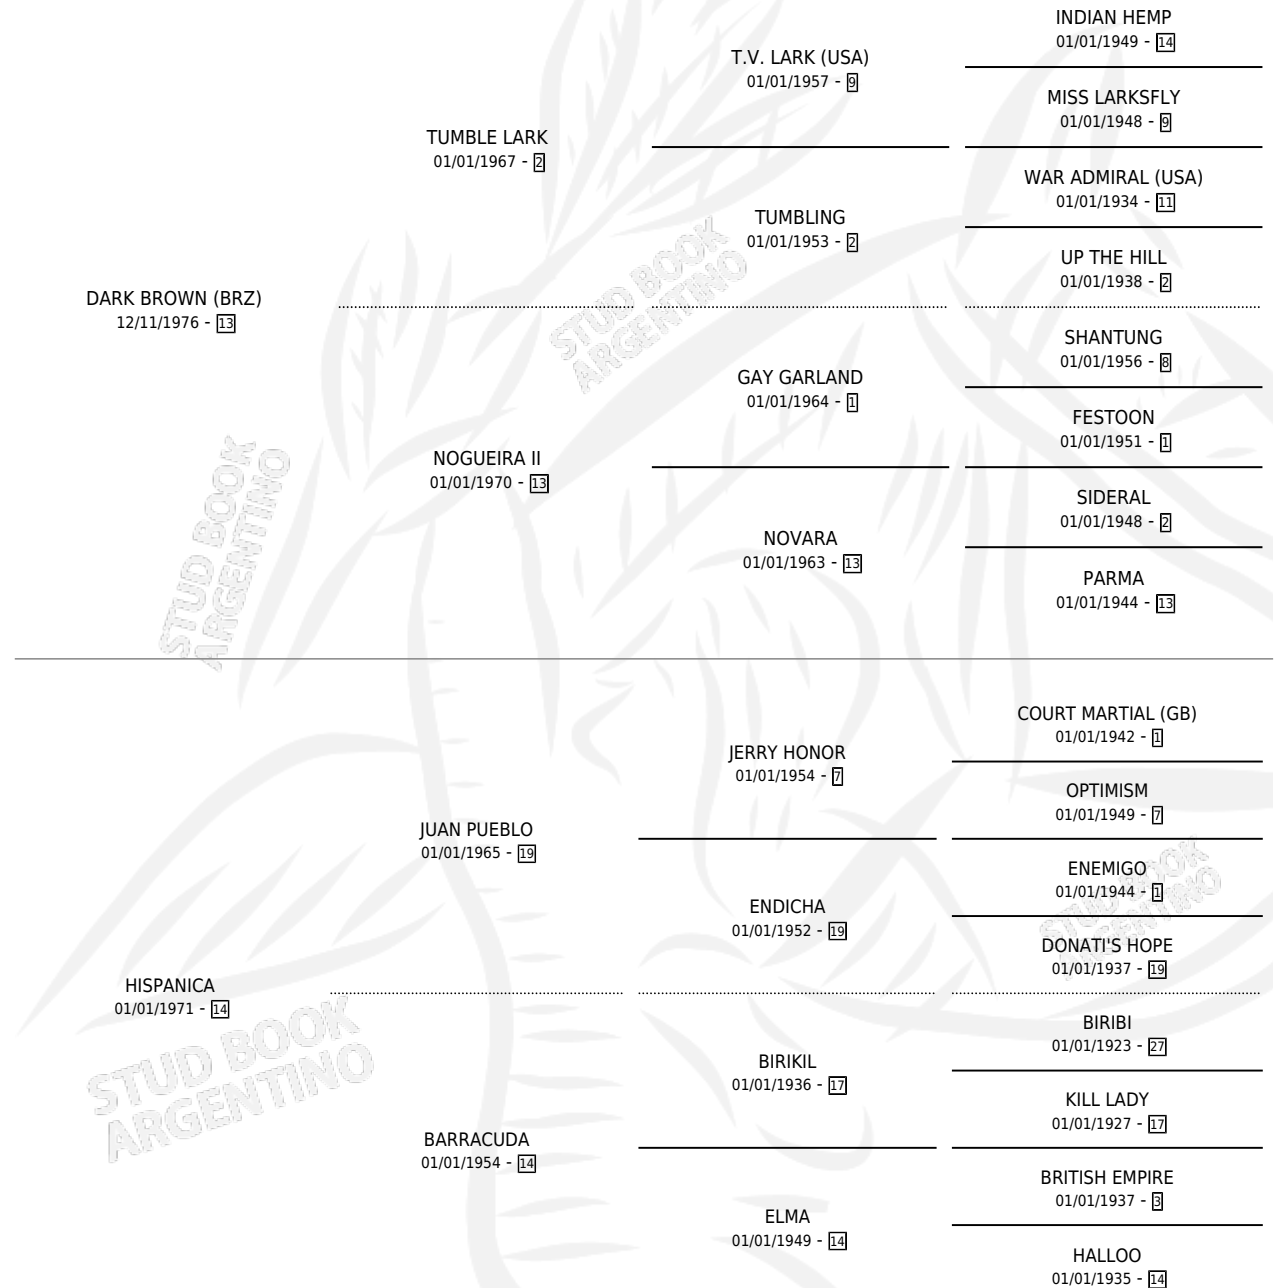 INDIAN HEMP
01/01/1949 - 14
T.V. LARK (USA)
01/01/1957 - 9
MISS LARKSFLY
01/01/1948 - 9
TUMBLE LARK
01/01/1967 - 2
WAR ADMIRAL (USA)
01/01/1934 - 11
TUMBLING
01/01/1953 - 2
UP THE HILL
01/01/1938 - 2
DARK BROWN (BRZ)
12/11/1976 - 13
STUD BOOK
ARGENTINO
SHANTUNG
01/01/1956 - 8
GAY GARLAND
01/01/1964 - 1
FESTOON
01/01/1951 - 1
NOGUEIRA II
01/01/1970 - 13
STUD BOOK
ARGENTINO
SIDERAL
01/01/1948 - 2
NOVARA
01/01/1963 - 13
PARMA
01/01/1944 - 13
COURT MARTIAL (GB)
01/01/1942 - 1
JERRY HONOR
01/01/1954 - 7
OPTIMISM
01/01/1949 - 7
JUAN PUEBLO
01/01/1965 - 19
ENEMIGO
01/01/1944 - 1
STUD BOOK
ARGENTINO
ENDICHA
01/01/1952 - 19
DONATI'S HOPE
01/01/1937 - 19
HISPANICA
01/01/1971 - 14
STUD BOOK
ARGENTINO
BIRIBI
01/01/1923 - 27
BIRIKIL
01/01/1936 - 17
KILL LADY
01/01/1927 - 17
BARRACUDA
01/01/1954 - 14
BRITISH EMPIRE
01/01/1937 - 3
ELMA
01/01/1949 - 14
HALLOO
01/01/1935 - 14